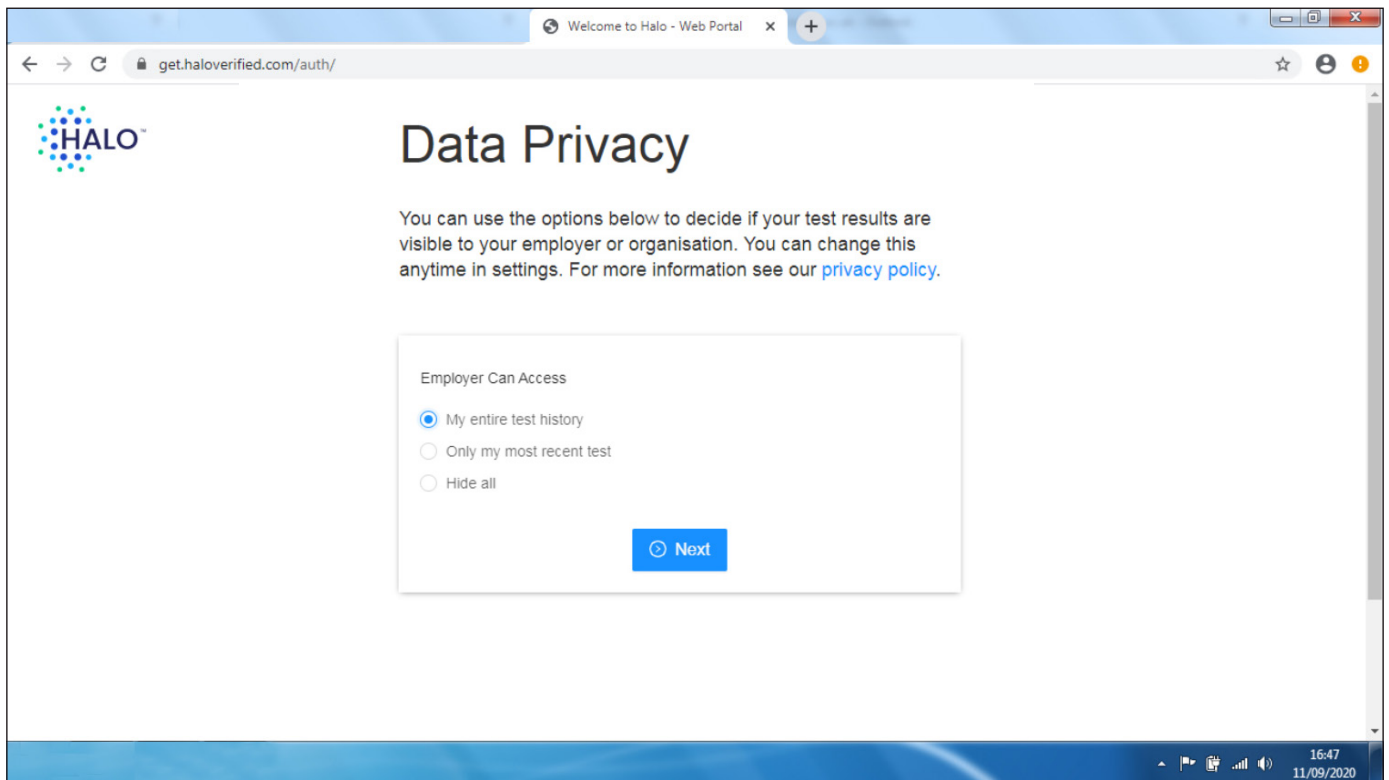 Welcome to Halo - Web Portal
get.haloverified.com/auth/
HALO™
Data Privacy
You can use the options below to decide if your test results are
visible to your employer or organisation. You can change this
anytime in settings. For more information see our privacy policy.
Employer Can Access
My entire test history
Only my most recent test
Hide all
Next
16:47
11/09/2020